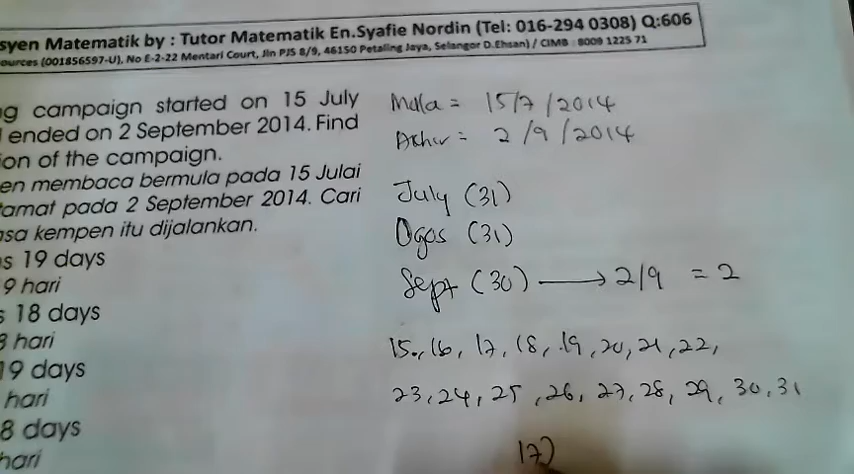 syen Matematik by : Tutor Matematik En.Syafie Nordin (Tel: 016-294 0308) Q:606
ources (001856597-U), No E-2-22 Mentari Court, Jln PJS 8/9, 46150 Petaling Jaya, Selangor D.Ehsan) / CIMB : 8009 1225 71
g campaign started on 15 July
ended on 2 September 2014. Find
ion of the campaign.
en membaca bermula pada 15 Julai
tamat pada 2 September 2014. Cari
asa kempen itu dijalankan.
s 19 days
9 hari
s 18 days
8 hari
19 days
hari
8 days
hari
Mula = 15/7/2014
Akhir = 2/9/2014
July (31)
Ogos (31)
Sept (30) → 2/9 = 2
15, 16, 17, 18, 19, 20, 21, 22,
23, 24, 25, 26, 27, 28, 29, 30, 31
17)